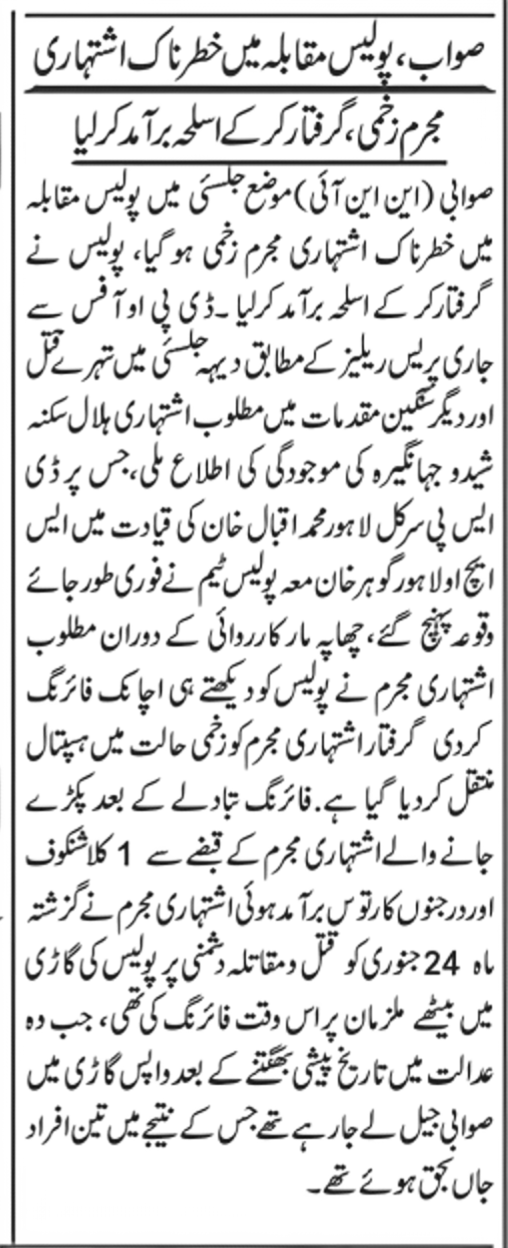 صواب، پولیس مقابلہ میں خطرناک اشتہاری
مجرم زخمی، گرفتار کر کے اسلحہ برآمد کر لیا
صوابی (این این آئی) موضع جلسئی میں پولیس مقابلہ
میں خطرناک اشتہاری مجرم زخمی ہو گیا، پولیس نے
گرفتار کر کے اسلحہ برآمد کر لیا۔ ڈی پی او آفس سے
جاری پریس ریلیز کے مطابق دیہہ جلسئی میں تہرے قتل
اور دیگر سنگین مقدمات میں مطلوب اشتہاری ہلال سکنہ
شیدو جہانگیرہ کی موجودگی کی اطلاع ملی، جس پر ڈی
ایس پی سرکل لاہور محمد اقبال خان کی قیادت میں ایس
ایچ او لاہور گوہر خان معہ پولیس ٹیم نے فوری طور جائے
وقوعہ پہنچ گئے، چھاپہ مار کارروائی کے دوران مطلوب
اشتہاری مجرم نے پولیس کو دیکھتے ہی اچانک فائرنگ
کردی گرفتار اشتہاری مجرم کو زخمی حالت میں ہسپتال
منتقل کر دیا گیا ہے. فائرنگ تبادلے کے بعد پکڑے
جانے والے اشتہاری مجرم کے قبضے سے 1 کلاشنکوف
اور درجنوں کارتوس برآمد ہوئی اشتہاری مجرم نے گزشتہ
ماہ 24 جنوری کو قتل و مقاتلہ دشمنی پر پولیس کی گاڑی
میں بیٹھے ملزمان پر اس وقت فائرنگ کی تھی، جب وہ
عدالت میں تاریخ پیشی بھگتنے کے بعد واپس گاڑی میں
صوابی جیل لے جا رہے تھے جس کے نتیجے میں تین افراد
جاں بحق ہوئے تھے۔